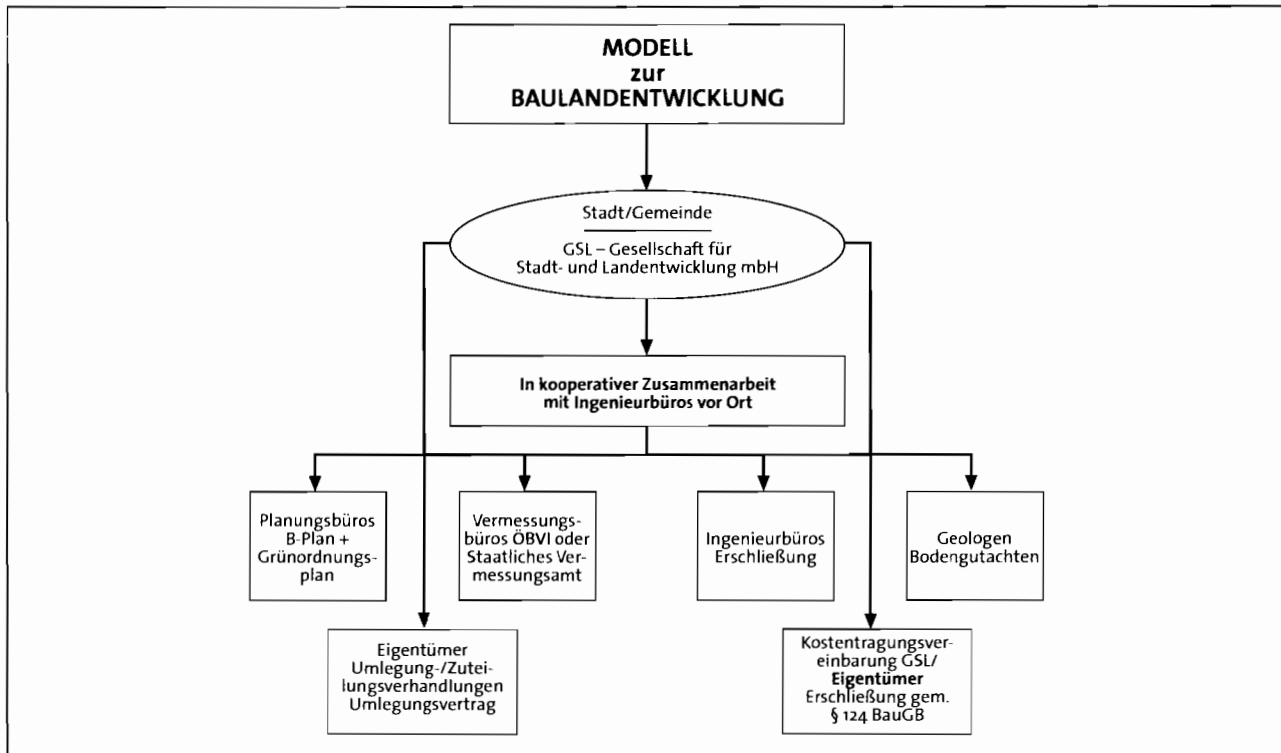 MODELL
zur
BAULANDENTWICKLUNG
Stadt/Gemeinde
GSL – Gesellschaft für
Stadt- und Landentwicklung mbH
In kooperativer Zusammenarbeit
mit Ingenieurbüros vor Ort
Planungsbüros
B-Plan +
Grünordnungs-
plan
Vermessungs-
büros ÖBVI oder
Staatliches Ver-
messungsamt
Ingenieurbüros
Erschließung
Geologen
Bodengutachten
Eigentümer
Umlegung-/Zutei-
lungsverhandlungen
Umlegungsvertrag
Kostentragungsver-
einbarung GSL/
Eigentümer
Erschließung gem.
§ 124 BauGB